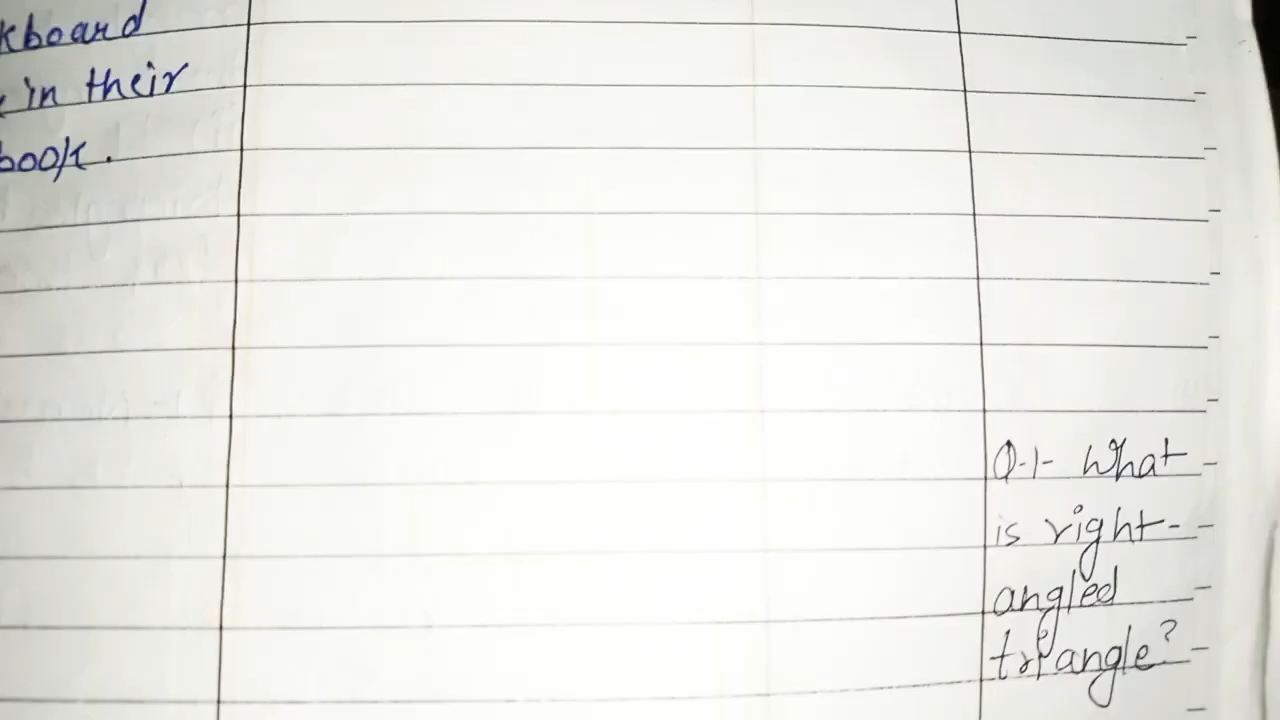 kboard
in their
book.
Q.1- What
is right-
angled
triangle?